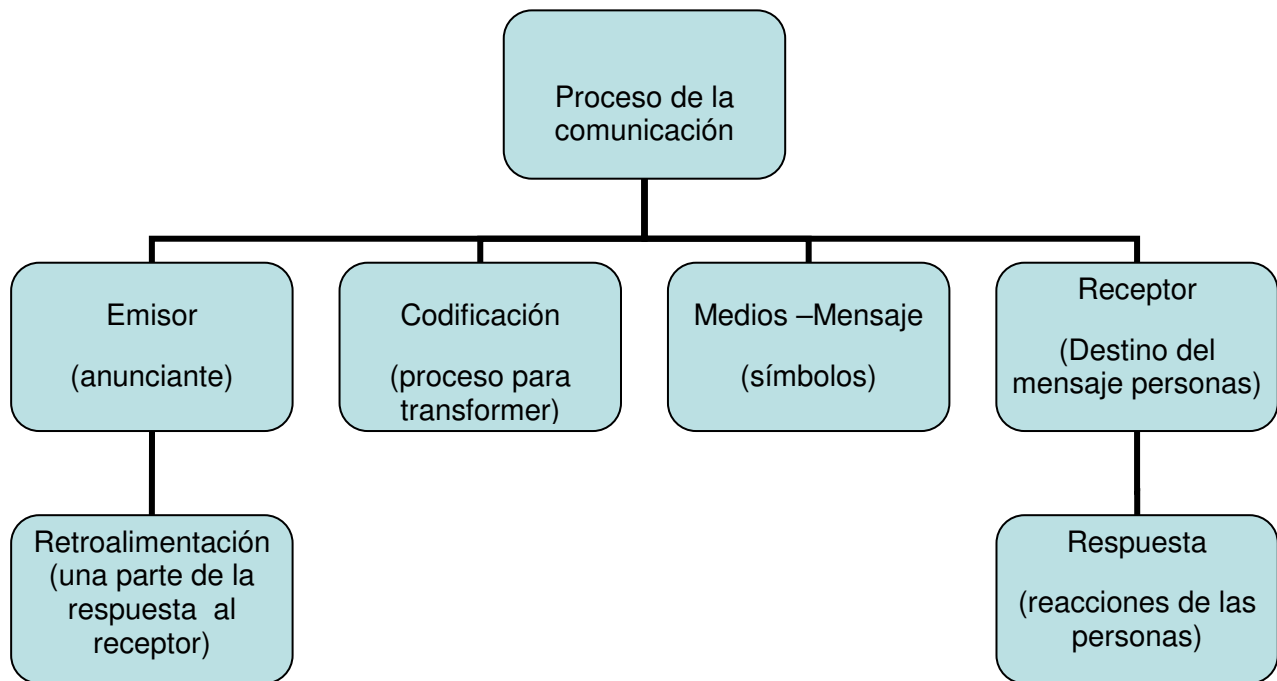 Proceso de la
comunicación
Emisor
(anunciante)
Codificación
(proceso para
transformer)
Medios –Mensaje
(símbolos)
Receptor
(Destino del
mensaje personas)
Retroalimentación
(una parte de la
respuesta al
receptor)
Respuesta
(reacciones de las
personas)